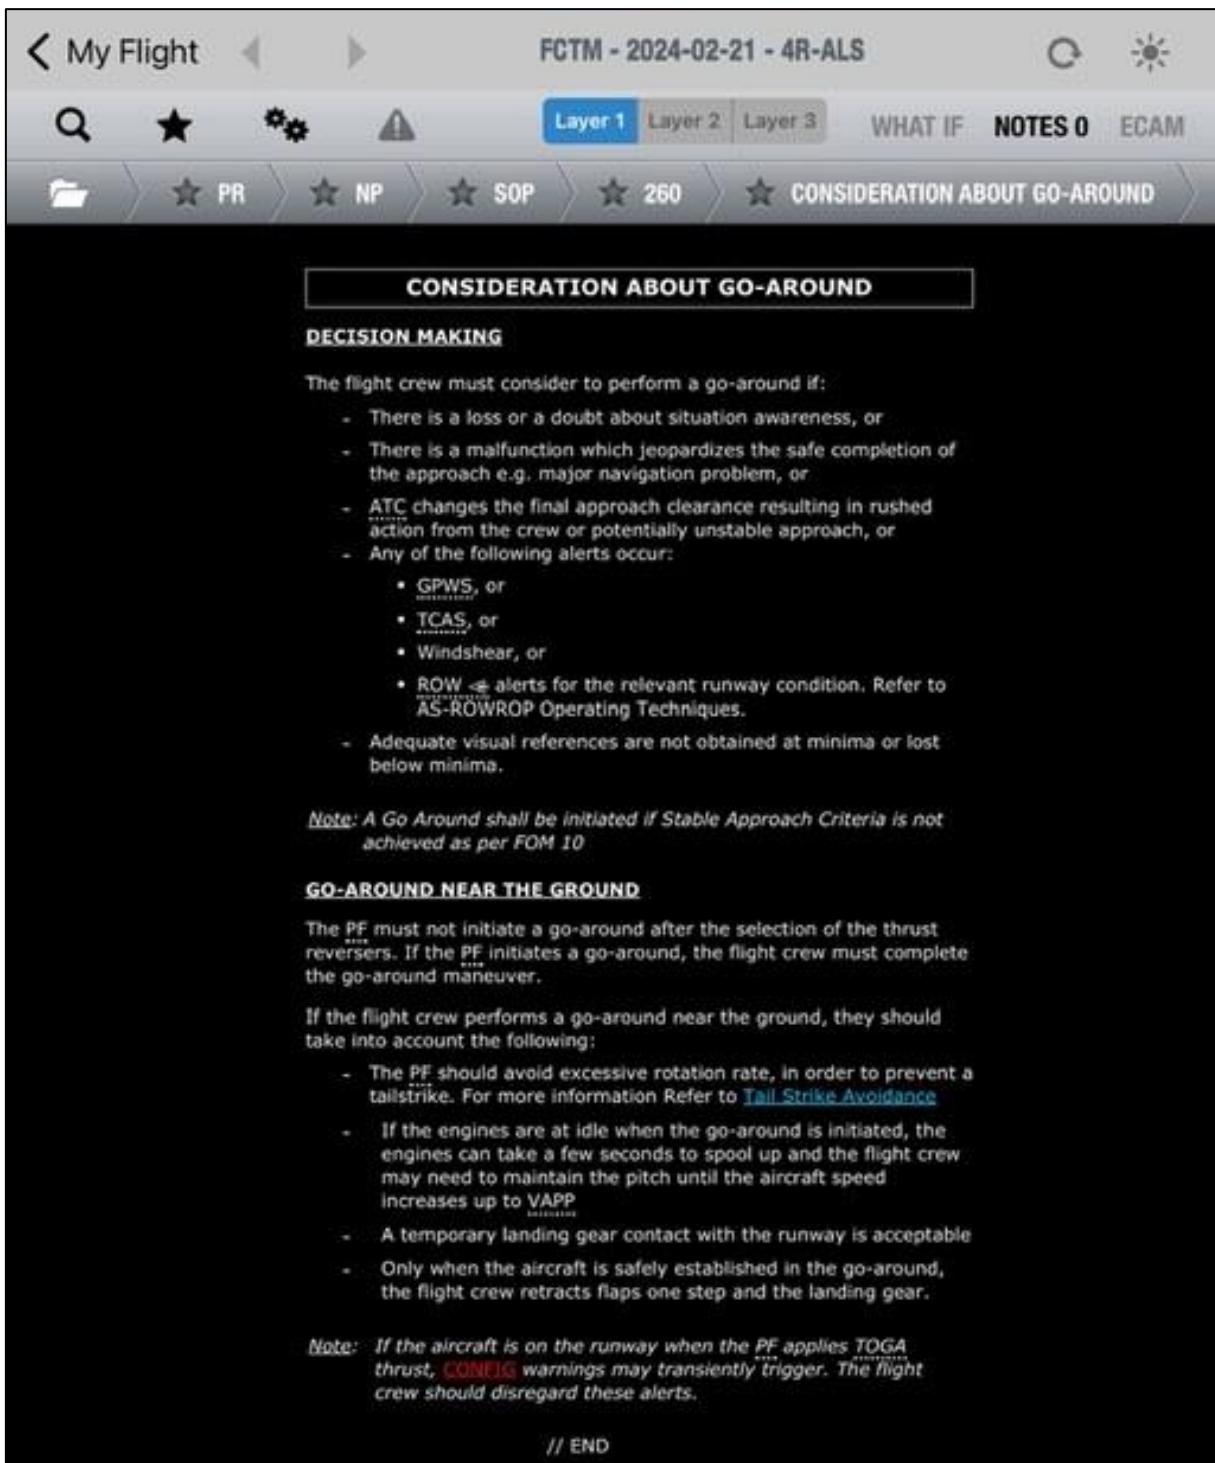 My Flight
FCTM - 2024-02-21 - 4R-ALS
Layer 1 Layer 2 Layer 3 WHAT IF NOTES 0 ECAM
PR NP SOP 260 CONSIDERATION ABOUT GO-AROUND
CONSIDERATION ABOUT GO-AROUND
DECISION MAKING
The flight crew must consider to perform a go-around if:
- There is a loss or a doubt about situation awareness, or
- There is a malfunction which jeopardizes the safe completion of
the approach e.g. major navigation problem, or
- ATC changes the final approach clearance resulting in rushed
action from the crew or potentially unstable approach, or
- Any of the following alerts occur:
• GPWS, or
• TCAS, or
• Windshear, or
• ROW alerts for the relevant runway condition. Refer to
AS-ROWROP Operating Techniques.
- Adequate visual references are not obtained at minima or lost
below minima.
Note: A Go Around shall be initiated if Stable Approach Criteria is not
achieved as per FOM 10
GO-AROUND NEAR THE GROUND
The PF must not initiate a go-around after the selection of the thrust
reversers. If the PF initiates a go-around, the flight crew must complete
the go-around maneuver.
If the flight crew performs a go-around near the ground, they should
take into account the following:
- The PF should avoid excessive rotation rate, in order to prevent a
tailstrike. For more information Refer to Tail Strike Avoidance
- If the engines are at idle when the go-around is initiated, the
engines can take a few seconds to spool up and the flight crew
may need to maintain the pitch until the aircraft speed
increases up to VAPP
- A temporary landing gear contact with the runway is acceptable
- Only when the aircraft is safely established in the go-around,
the flight crew retracts flaps one step and the landing gear.
Note: If the aircraft is on the runway when the PF applies TOGA
thrust, CONFIG warnings may transiently trigger. The flight
crew should disregard these alerts.
// END